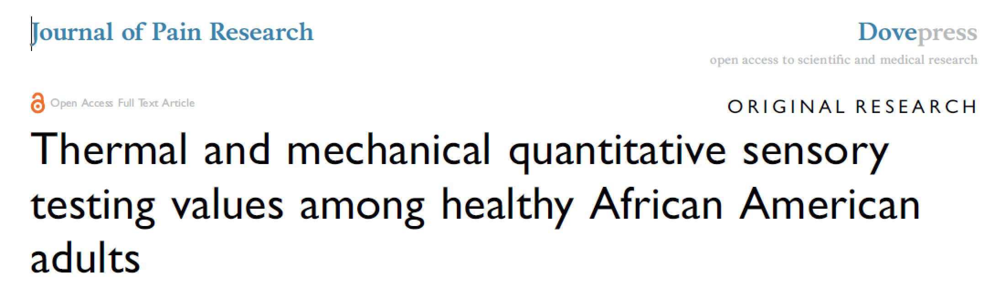 Journal of Pain Research
Dovepress
open access to scientific and medical research
Open Access Full Text Article
ORIGINAL RESEARCH
Thermal and mechanical quantitative sensory
testing values among healthy African American
adults